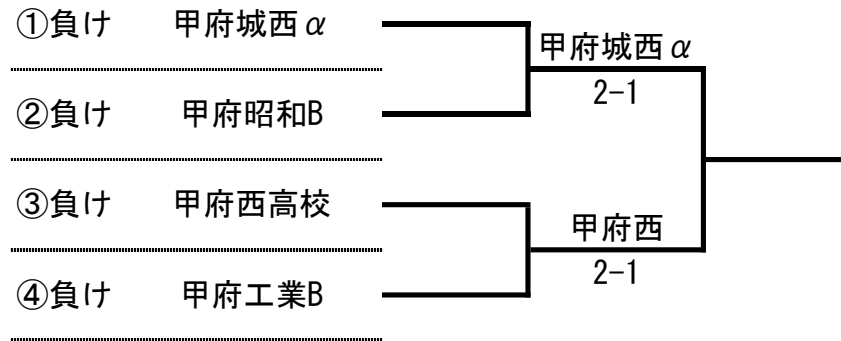 ①負け 甲府城西α
甲府城西α
2-1
②負け 甲府昭和B
③負け 甲府西高校
甲府西
2-1
④負け 甲府工業B